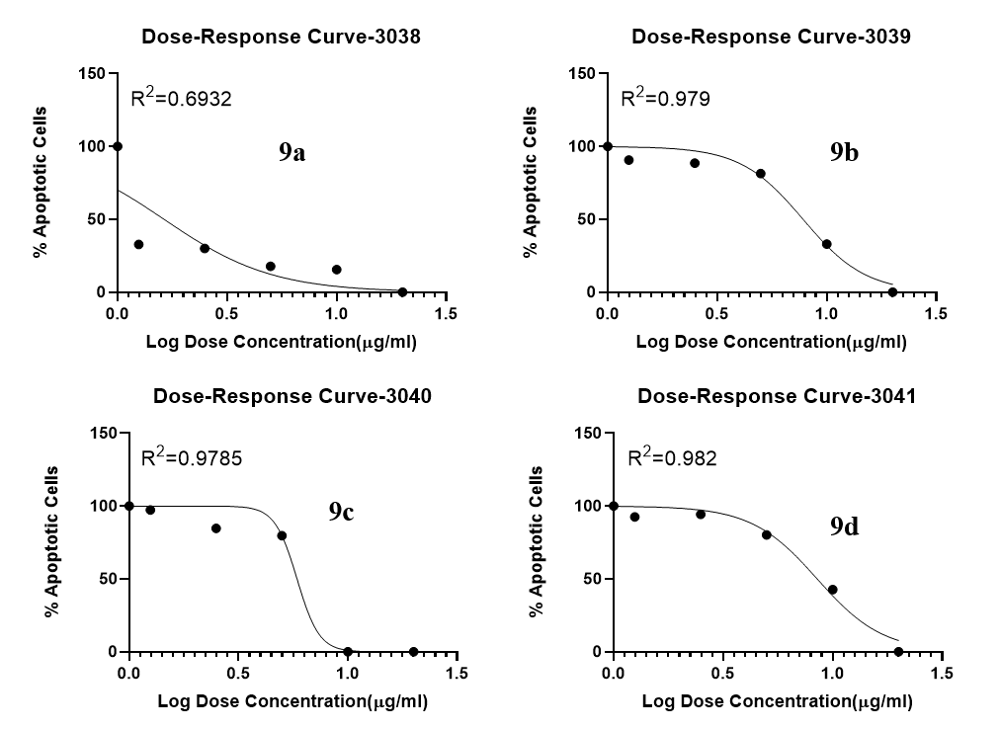 Dose-Response Curve-3038
R²=0.6932
9a
% Apoptotic Cells
150
100
50
0
0.0 0.5 1.0 1.5
Log Dose Concentration(μg/ml)
Dose-Response Curve-3039
R²=0.979
9b
% Apoptotic Cells
150
100
50
0
0.0 0.5 1.0 1.5
Log Dose Concentration(μg/ml)
Dose-Response Curve-3040
R²=0.9785
9c
% Apoptotic Cells
150
100
50
0
0.0 0.5 1.0 1.5
Log Dose Concentration(μg/ml)
Dose-Response Curve-3041
R²=0.982
9d
% Apoptotic Cells
150
100
50
0
0.0 0.5 1.0 1.5
Log Dose Concentration(μg/ml)